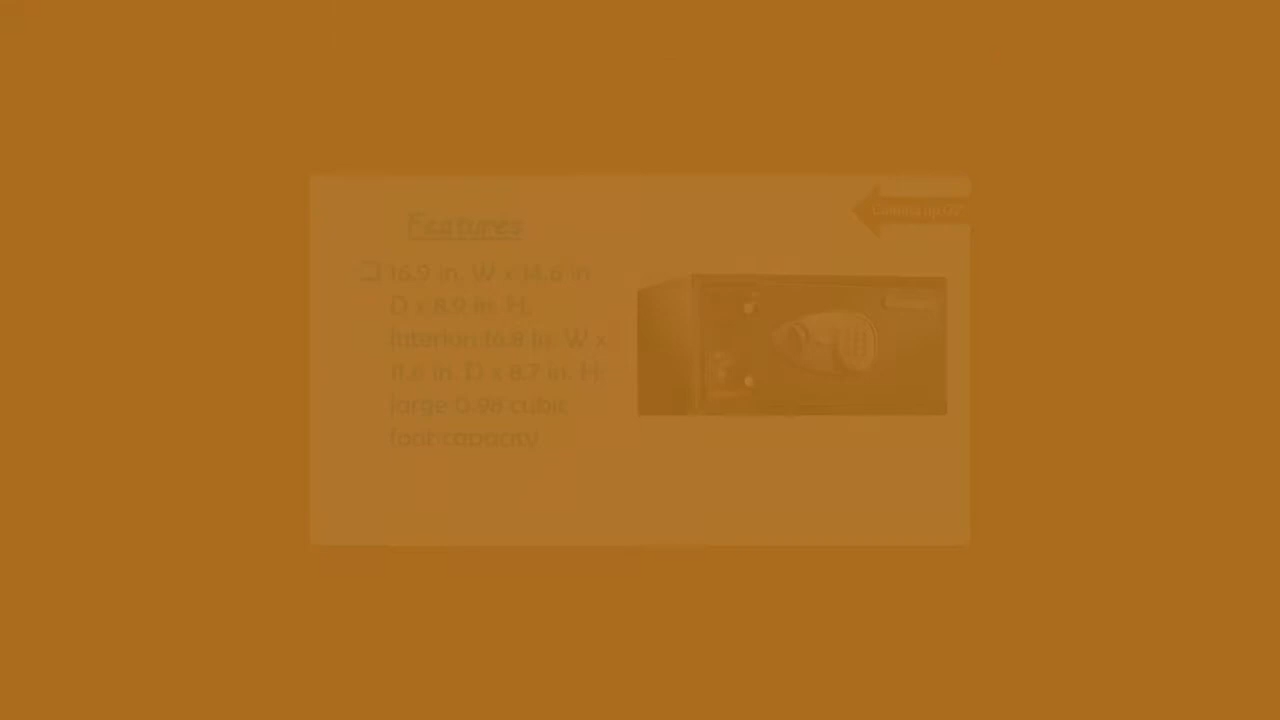 Features
❑ 16.9 in. W x 14.6 in.
D x 8.9 in. H;
Interior: 16.8 in. W x
11.6 in. D x 8.7 in. H;
large 0.98 cubic
foot capacity